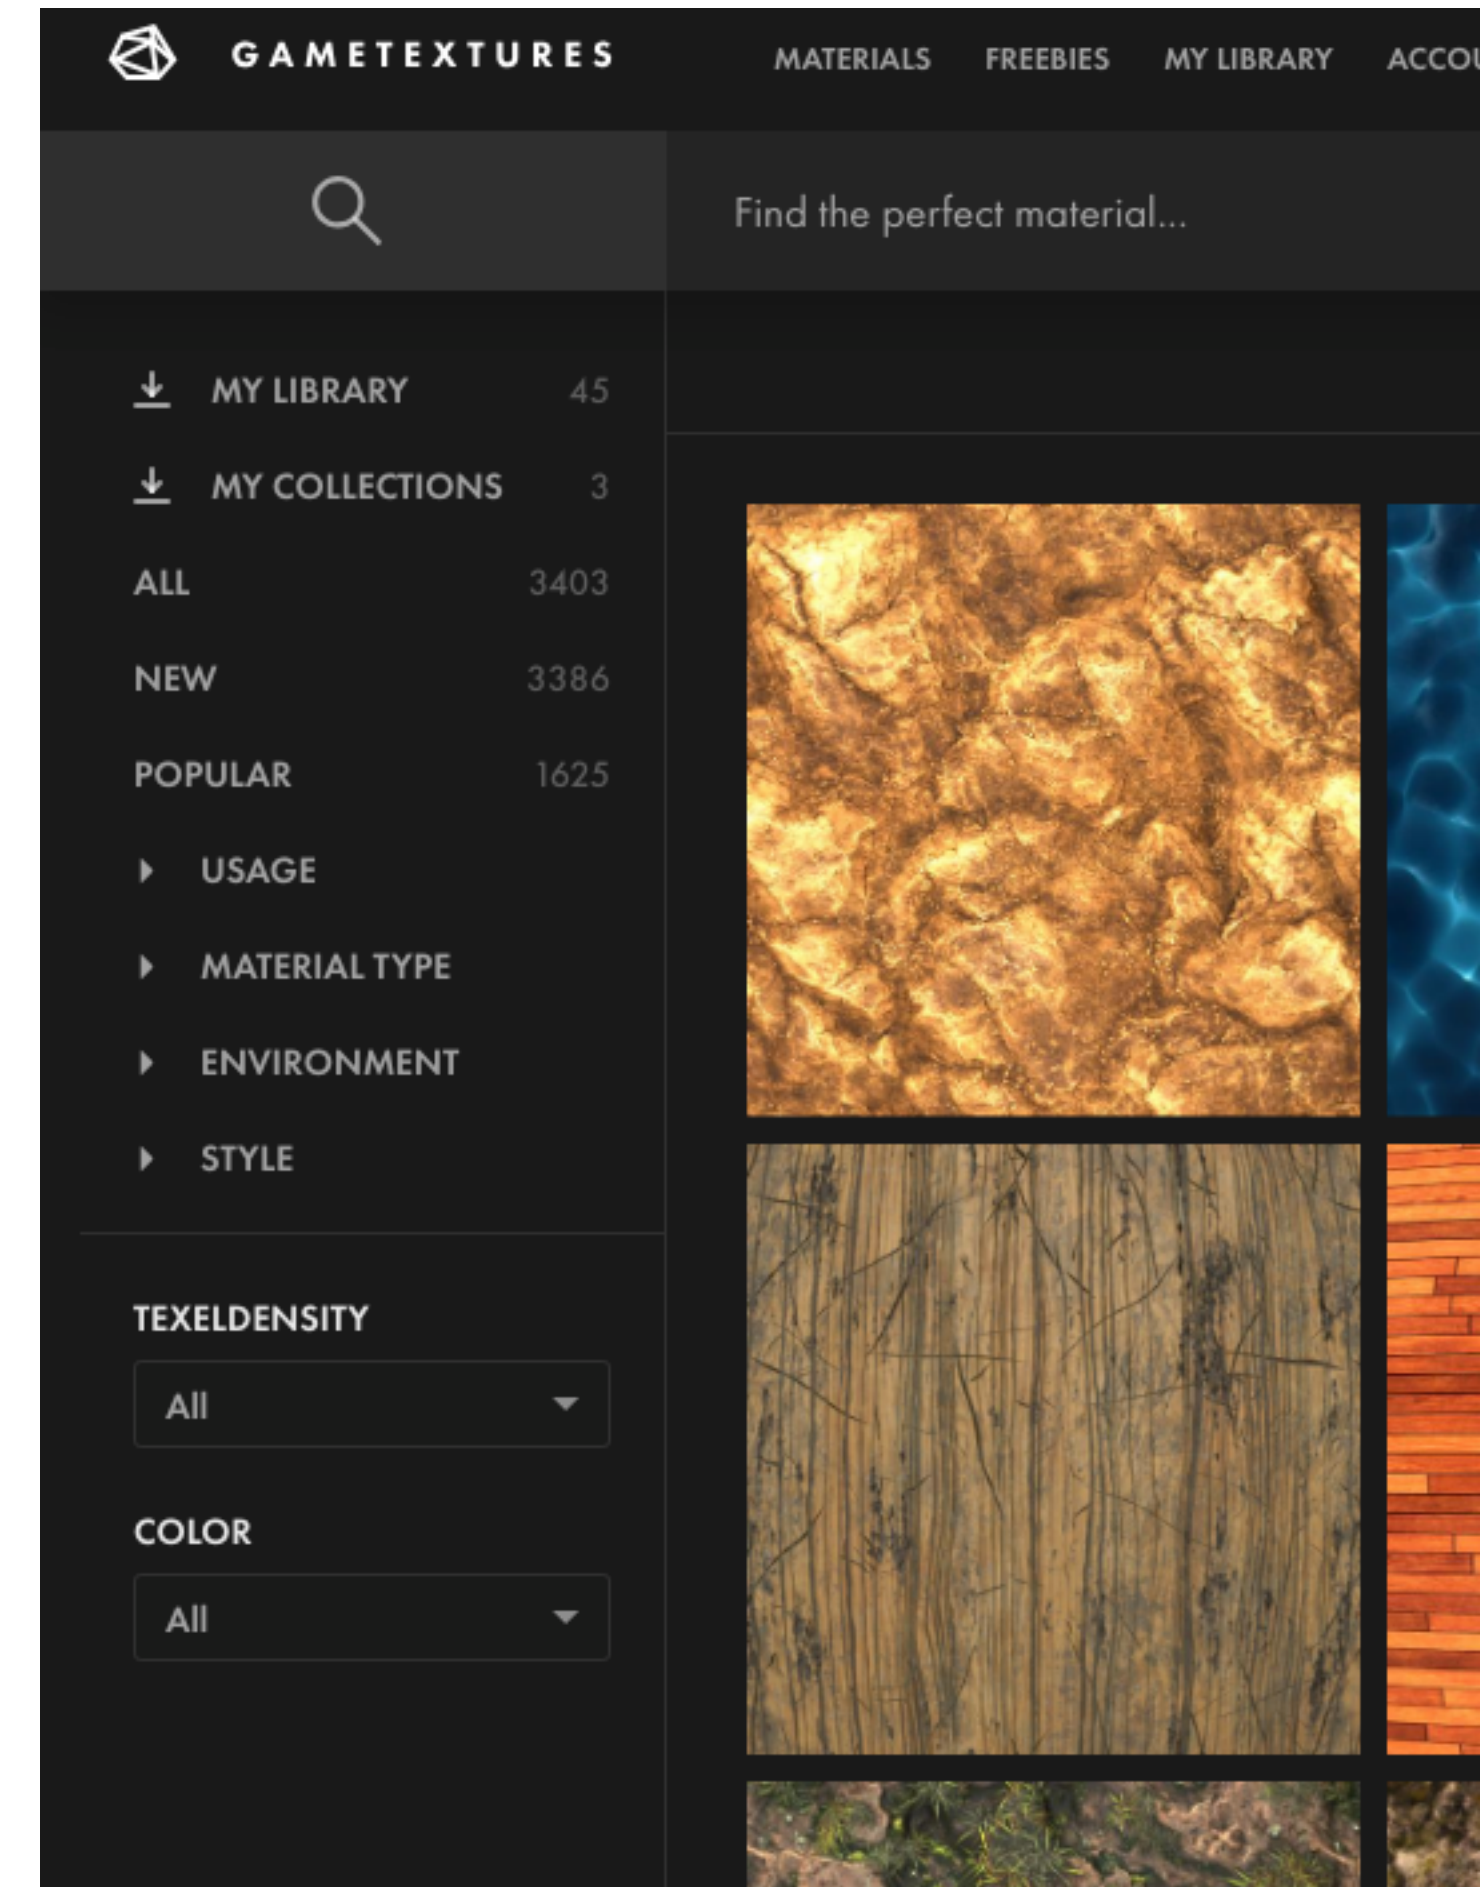 GAMETEXTURES
MATERIALS FREEBIES MY LIBRARY
Find the perfect material...
MY LIBRARY 45
MY COLLECTIONS 3
ALL 3403
NEW 3386
POPULAR 1625
USAGE
MATERIAL TYPE
ENVIRONMENT
STYLE
TEXELDENSITY
All
COLOR
All